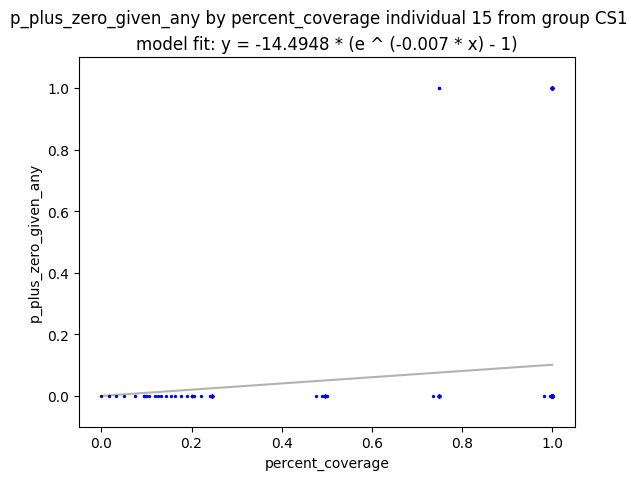 p_plus_zero_given_any by percent_coverage individual 15 from group CS1
model fit: y = -14.4948 * (e ^ (-0.007 * x) - 1)
1.0
0.8
0.6
0.4
0.2
0.0
p_plus_zero_given_any
0.0 0.2 0.4 0.6 0.8 1.0
percent_coverage